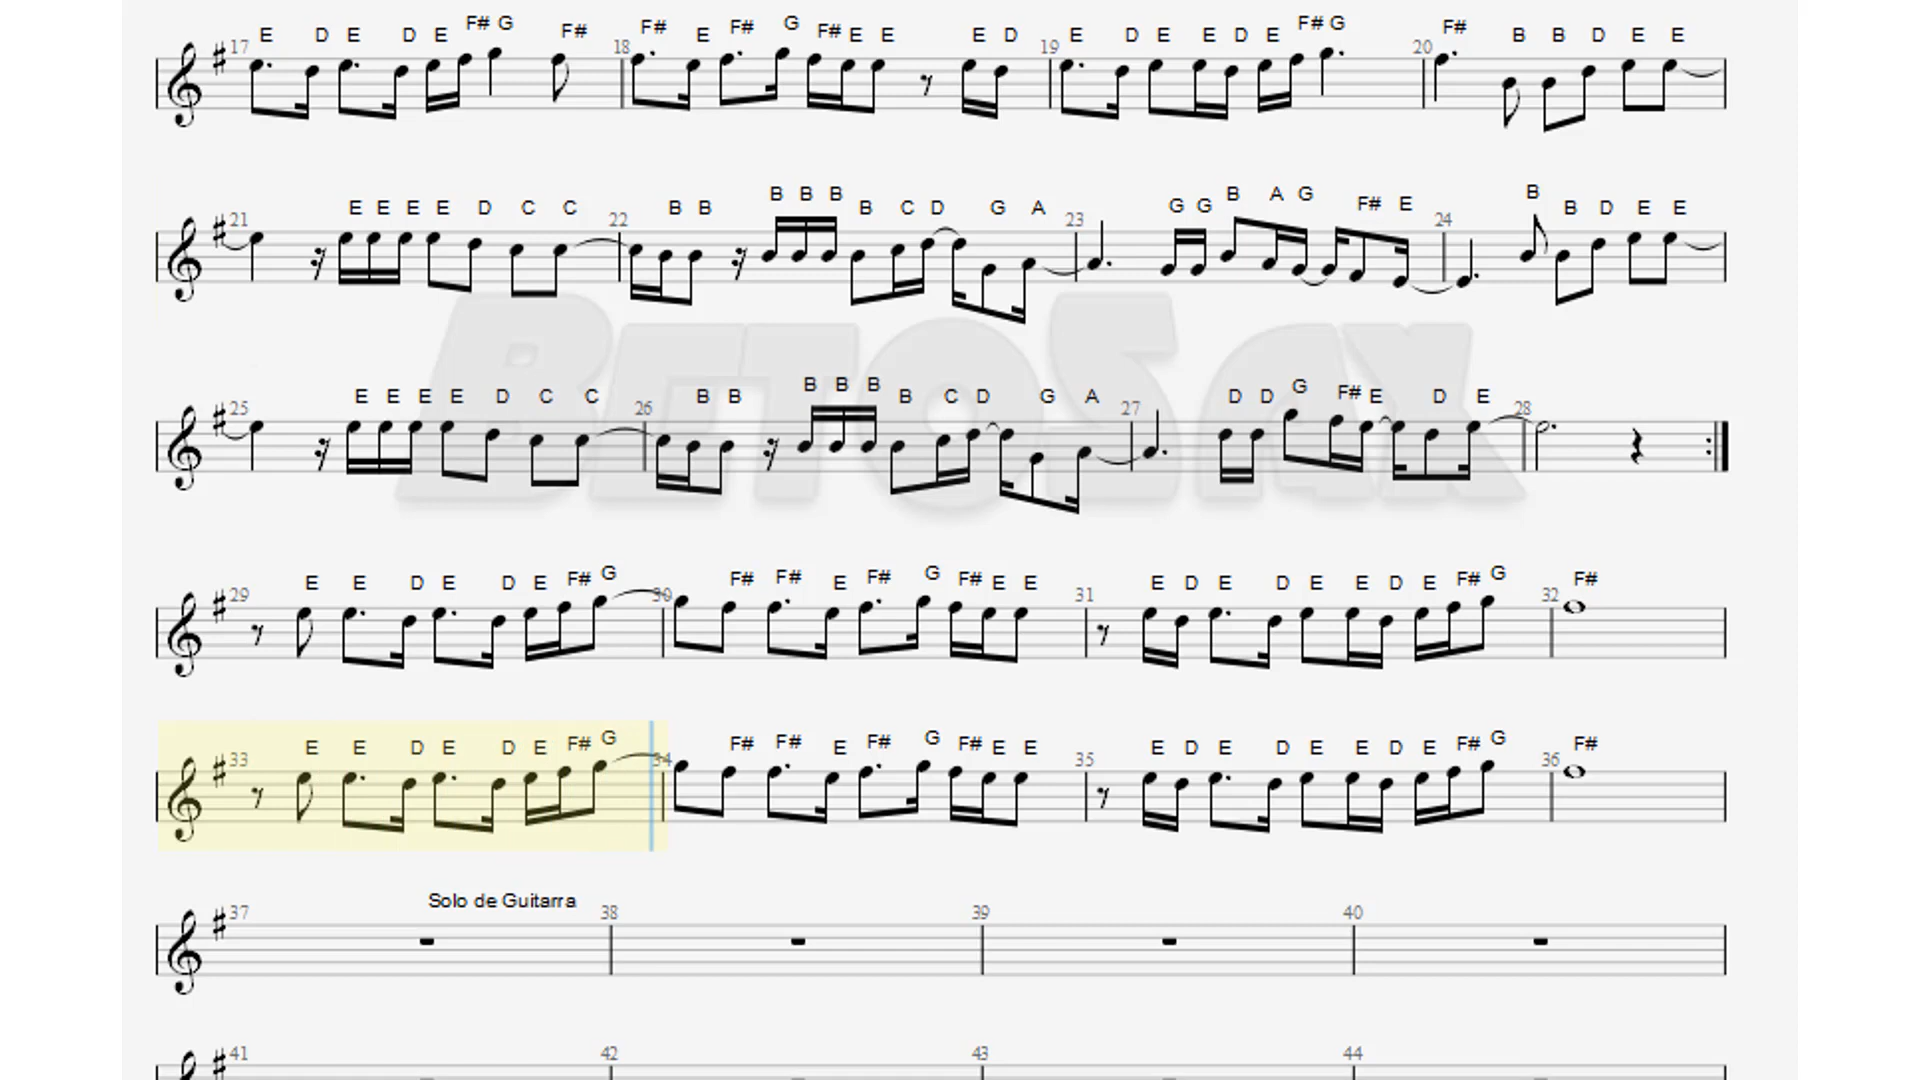 E D E D E F# G F# F# E F# G F# E E E D E D E E D E F# G F# B B D E E
17 18 19 20
E E E E D C C B B B B B B C D G A G G B A G F# E B B D E E
21 22 23 24
BetoSax
E E E E D C C B B B B B B C D G A D D G F# E D E
25 26 27 28
E E D E D E F# G F# F# E F# G F# E E E D E D E E D E F# G F#
29 30 31 32
E E D E D E F# G F# F# E F# G F# E E E D E D E E D E F# G F#
33 34 35 36
Solo de Guitarra
37 38 39 40
41 42 43 44